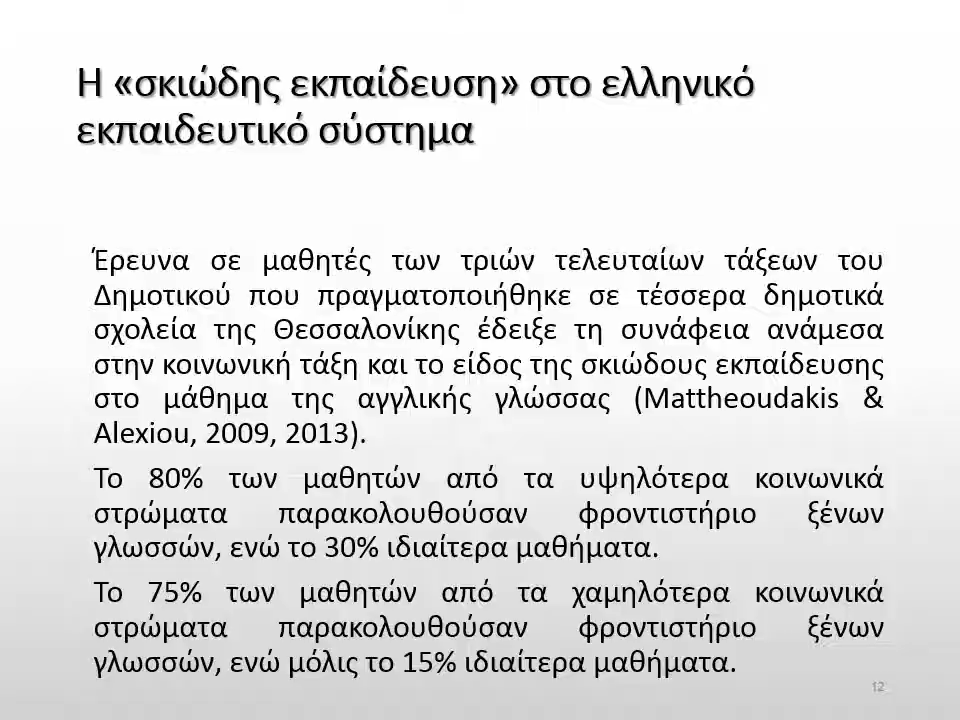 Η «σκιώδης εκπαίδευση» στο ελληνικό
εκπαιδευτικό σύστημα
Έρευνα σε μαθητές των τριών τελευταίων τάξεων του
Δημοτικού που πραγματοποιήθηκε σε τέσσερα δημοτικά
σχολεία της Θεσσαλονίκης έδειξε τη συνάφεια ανάμεσα
στην κοινωνική τάξη και το είδος της σκιώδους εκπαίδευσης
στο μάθημα της αγγλικής γλώσσας (Mattheoudakis &
Alexiou, 2009, 2013).
Το 80% των μαθητών από τα υψηλότερα κοινωνικά
στρώματα παρακολουθούσαν φροντιστήριο ξένων
γλωσσών, ενώ το 30% ιδιαίτερα μαθήματα.
Το 75% των μαθητών από τα χαμηλότερα κοινωνικά
στρώματα παρακολουθούσαν φροντιστήριο ξένων
γλωσσών, ενώ μόλις το 15% ιδιαίτερα μαθήματα.
12